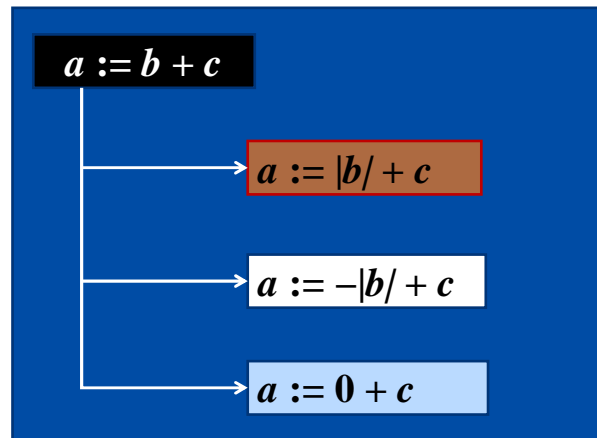 a := b + c
a := |b/ + c
a := −|b/ + c
a := 0 + c